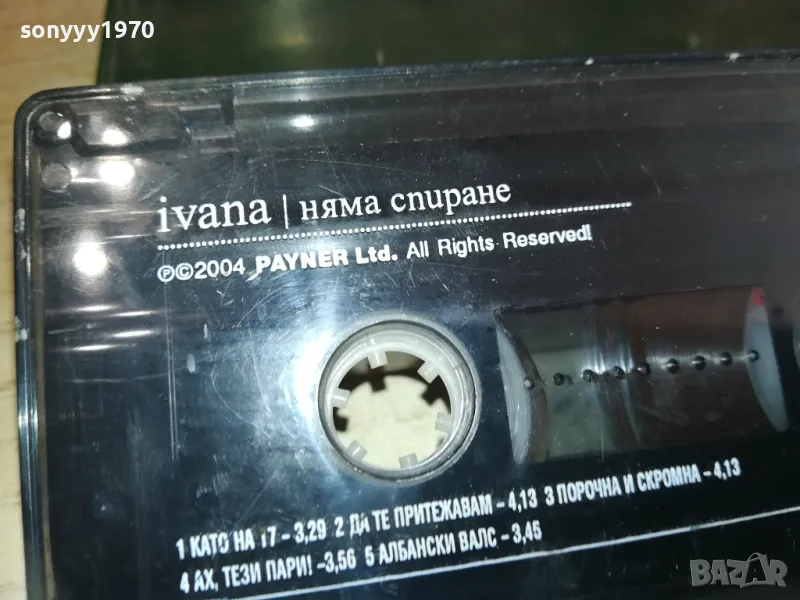 sonyyy1970
ivana | няма спиране
℗©2004 PAYNER Ltd. All Rights Reserved!
1 КАТО НА 17 – 3,29 2 ДА ТЕ ПРИТЕЖАВАМ – 4,13 3 ПОРОЧНА И СКРОМНА – 4,13
4 АХ, ТЕЗИ ПАРИ! – 3,56 5 АЛБАНСКИ ВАЛС – 3,45
BAZAR